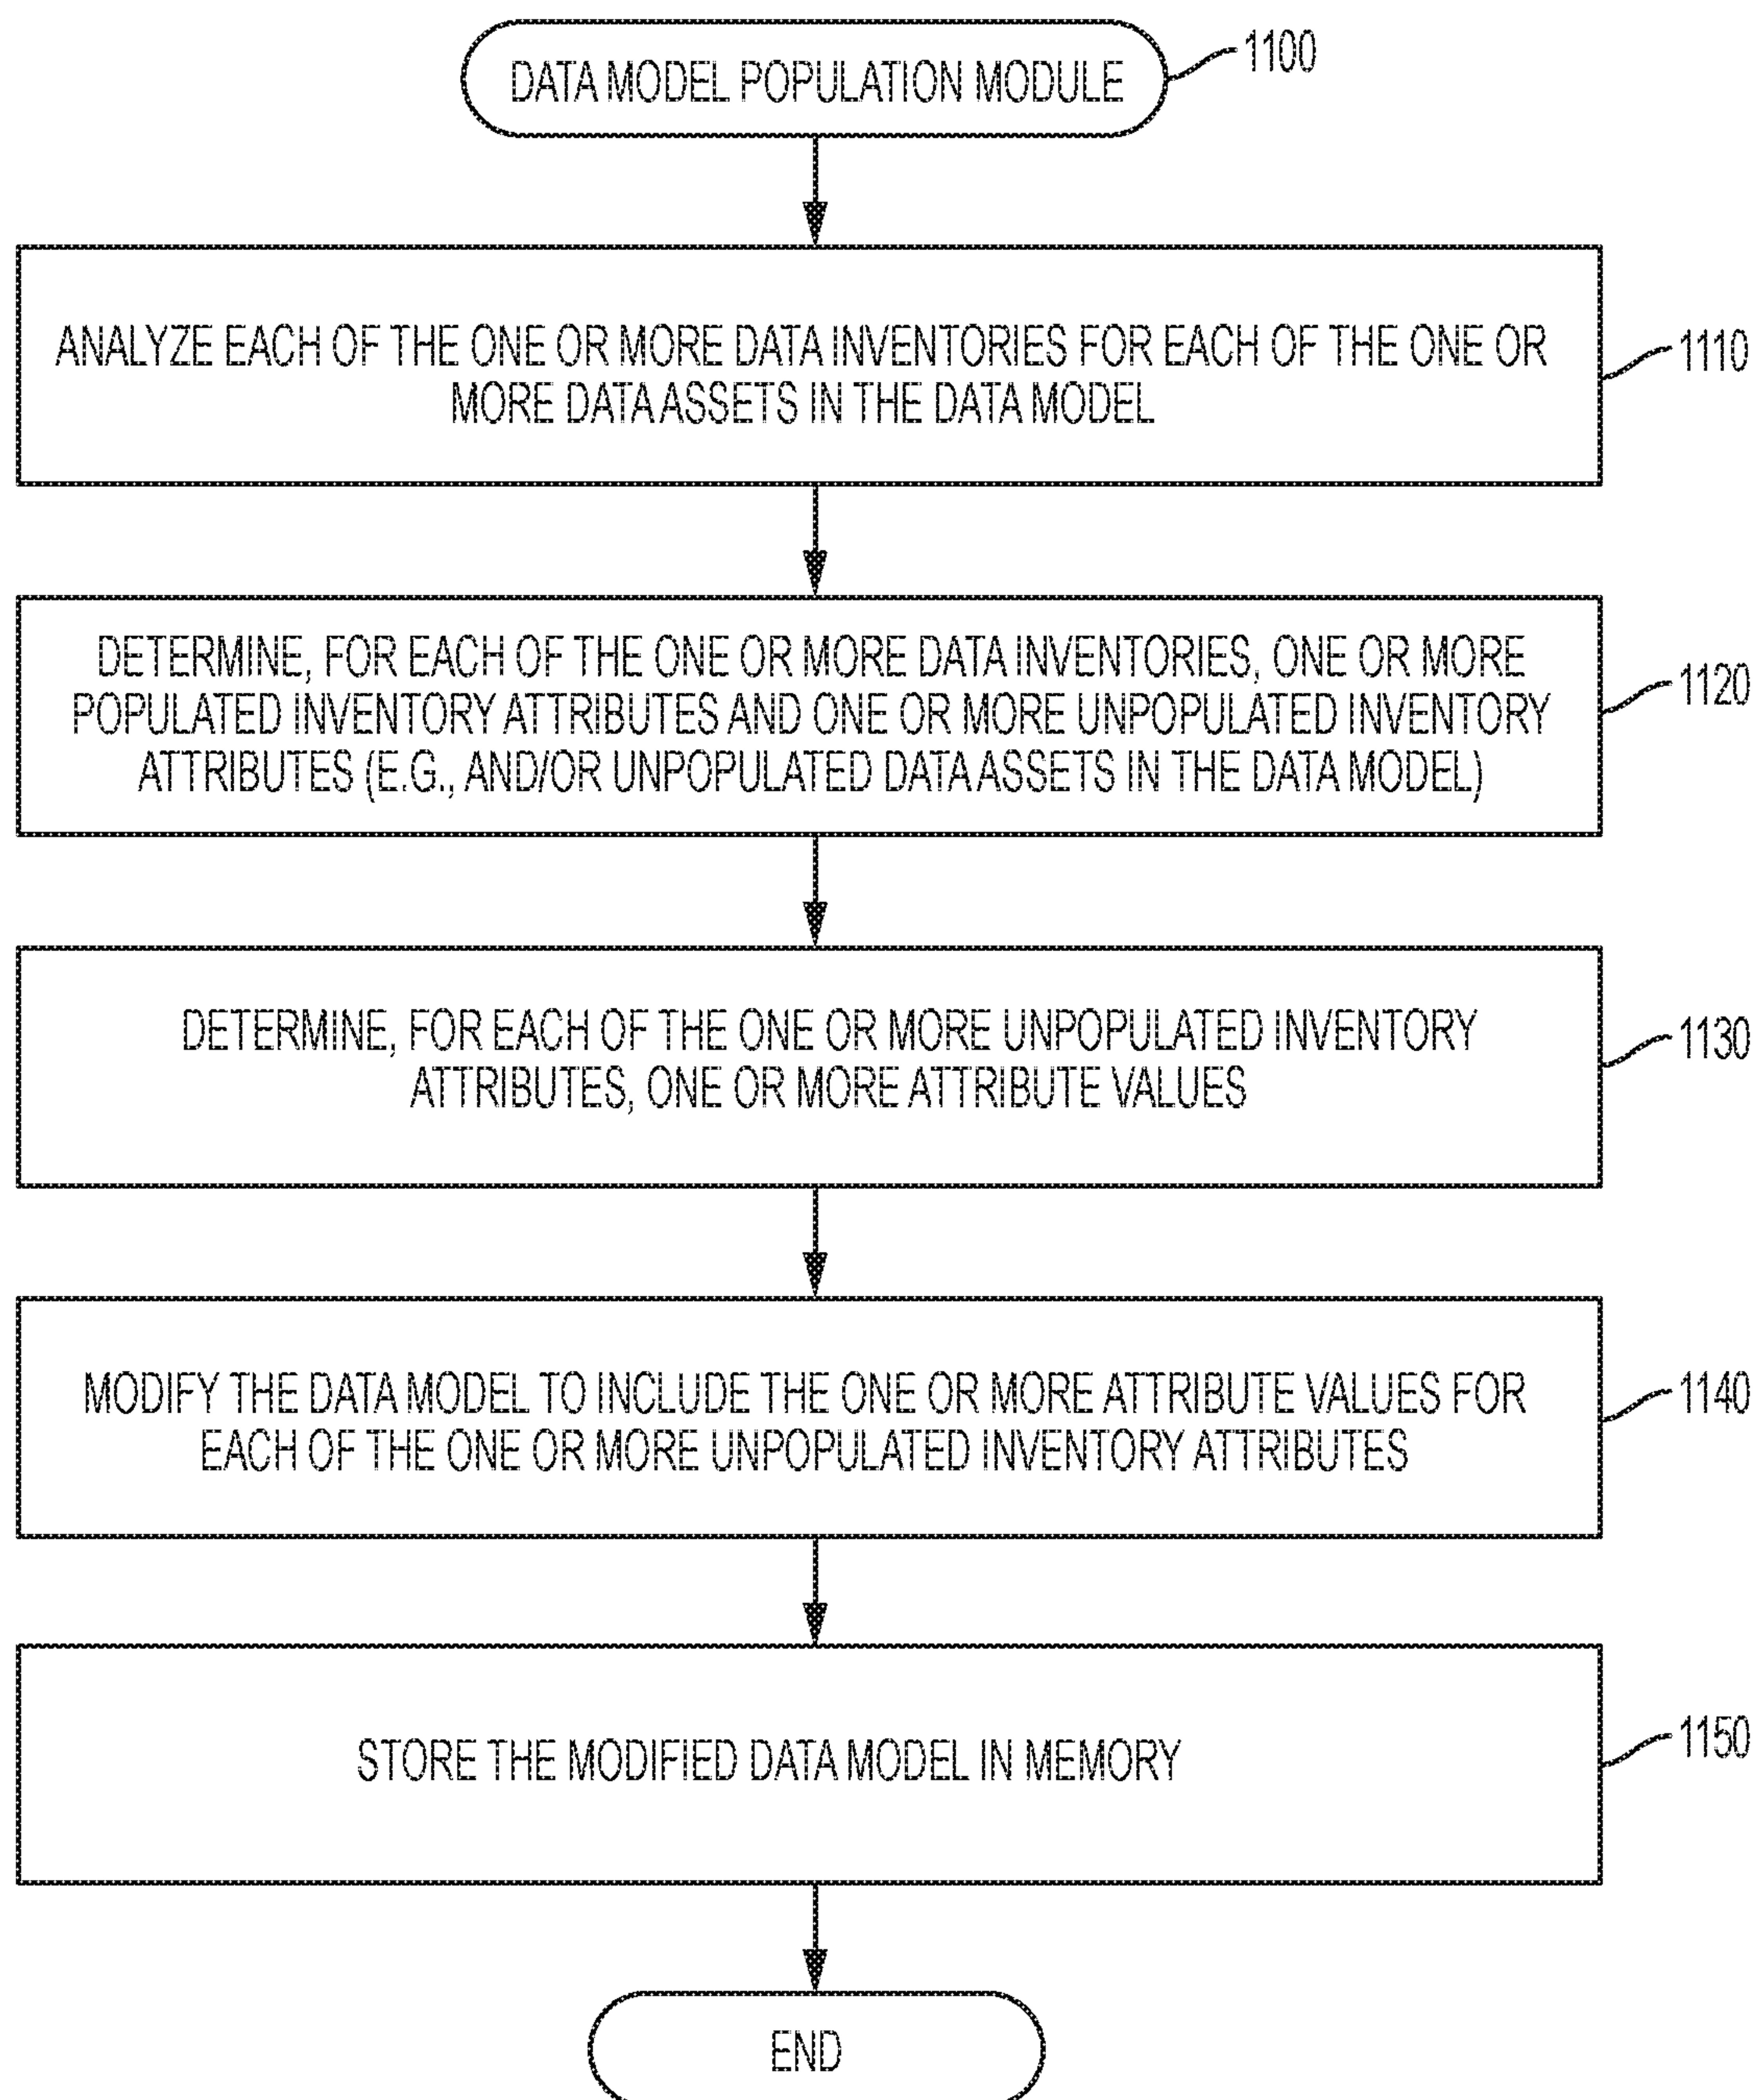 DATA MODEL POPULATION MODULE
1100
ANALYZE EACH OF THE ONE OR MORE DATA INVENTORIES FOR EACH OF THE ONE OR
MORE DATA ASSETS IN THE DATA MODEL
1110
DETERMINE, FOR EACH OF THE ONE OR MORE DATA INVENTORIES, ONE OR MORE
POPULATED INVENTORY ATTRIBUTES AND ONE OR MORE UNPOPULATED INVENTORY
ATTRIBUTES (E.G., AND/OR UNPOPULATED DATA ASSETS IN THE DATA MODEL)
1120
DETERMINE, FOR EACH OF THE ONE OR MORE UNPOPULATED INVENTORY
ATTRIBUTES, ONE OR MORE ATTRIBUTE VALUES
1130
MODIFY THE DATA MODEL TO INCLUDE THE ONE OR MORE ATTRIBUTE VALUES FOR
EACH OF THE ONE OR MORE UNPOPULATED INVENTORY ATTRIBUTES
1140
STORE THE MODIFIED DATA MODEL IN MEMORY
1150
END